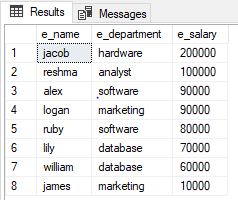 Results Messages
e_name e_department e_salary
1 jacob hardware 200000
2 reshma analyst 100000
3 alex software 90000
4 logan marketing 90000
5 ruby software 80000
6 lily database 70000
7 william database 60000
8 james marketing 10000